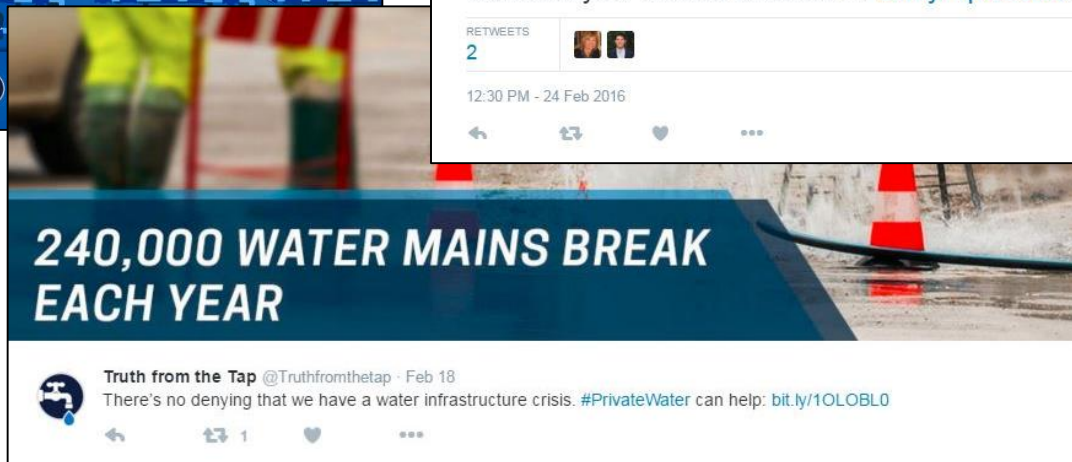 RETWEETS
2
12:30 PM - 24 Feb 2016
240,000 WATER MAINS BREAK
EACH YEAR
Truth from the Tap @Truthfromthetap · Feb 18
There's no denying that we have a water infrastructure crisis. #PrivateWater can help: bit.ly/1OLOBL0
1